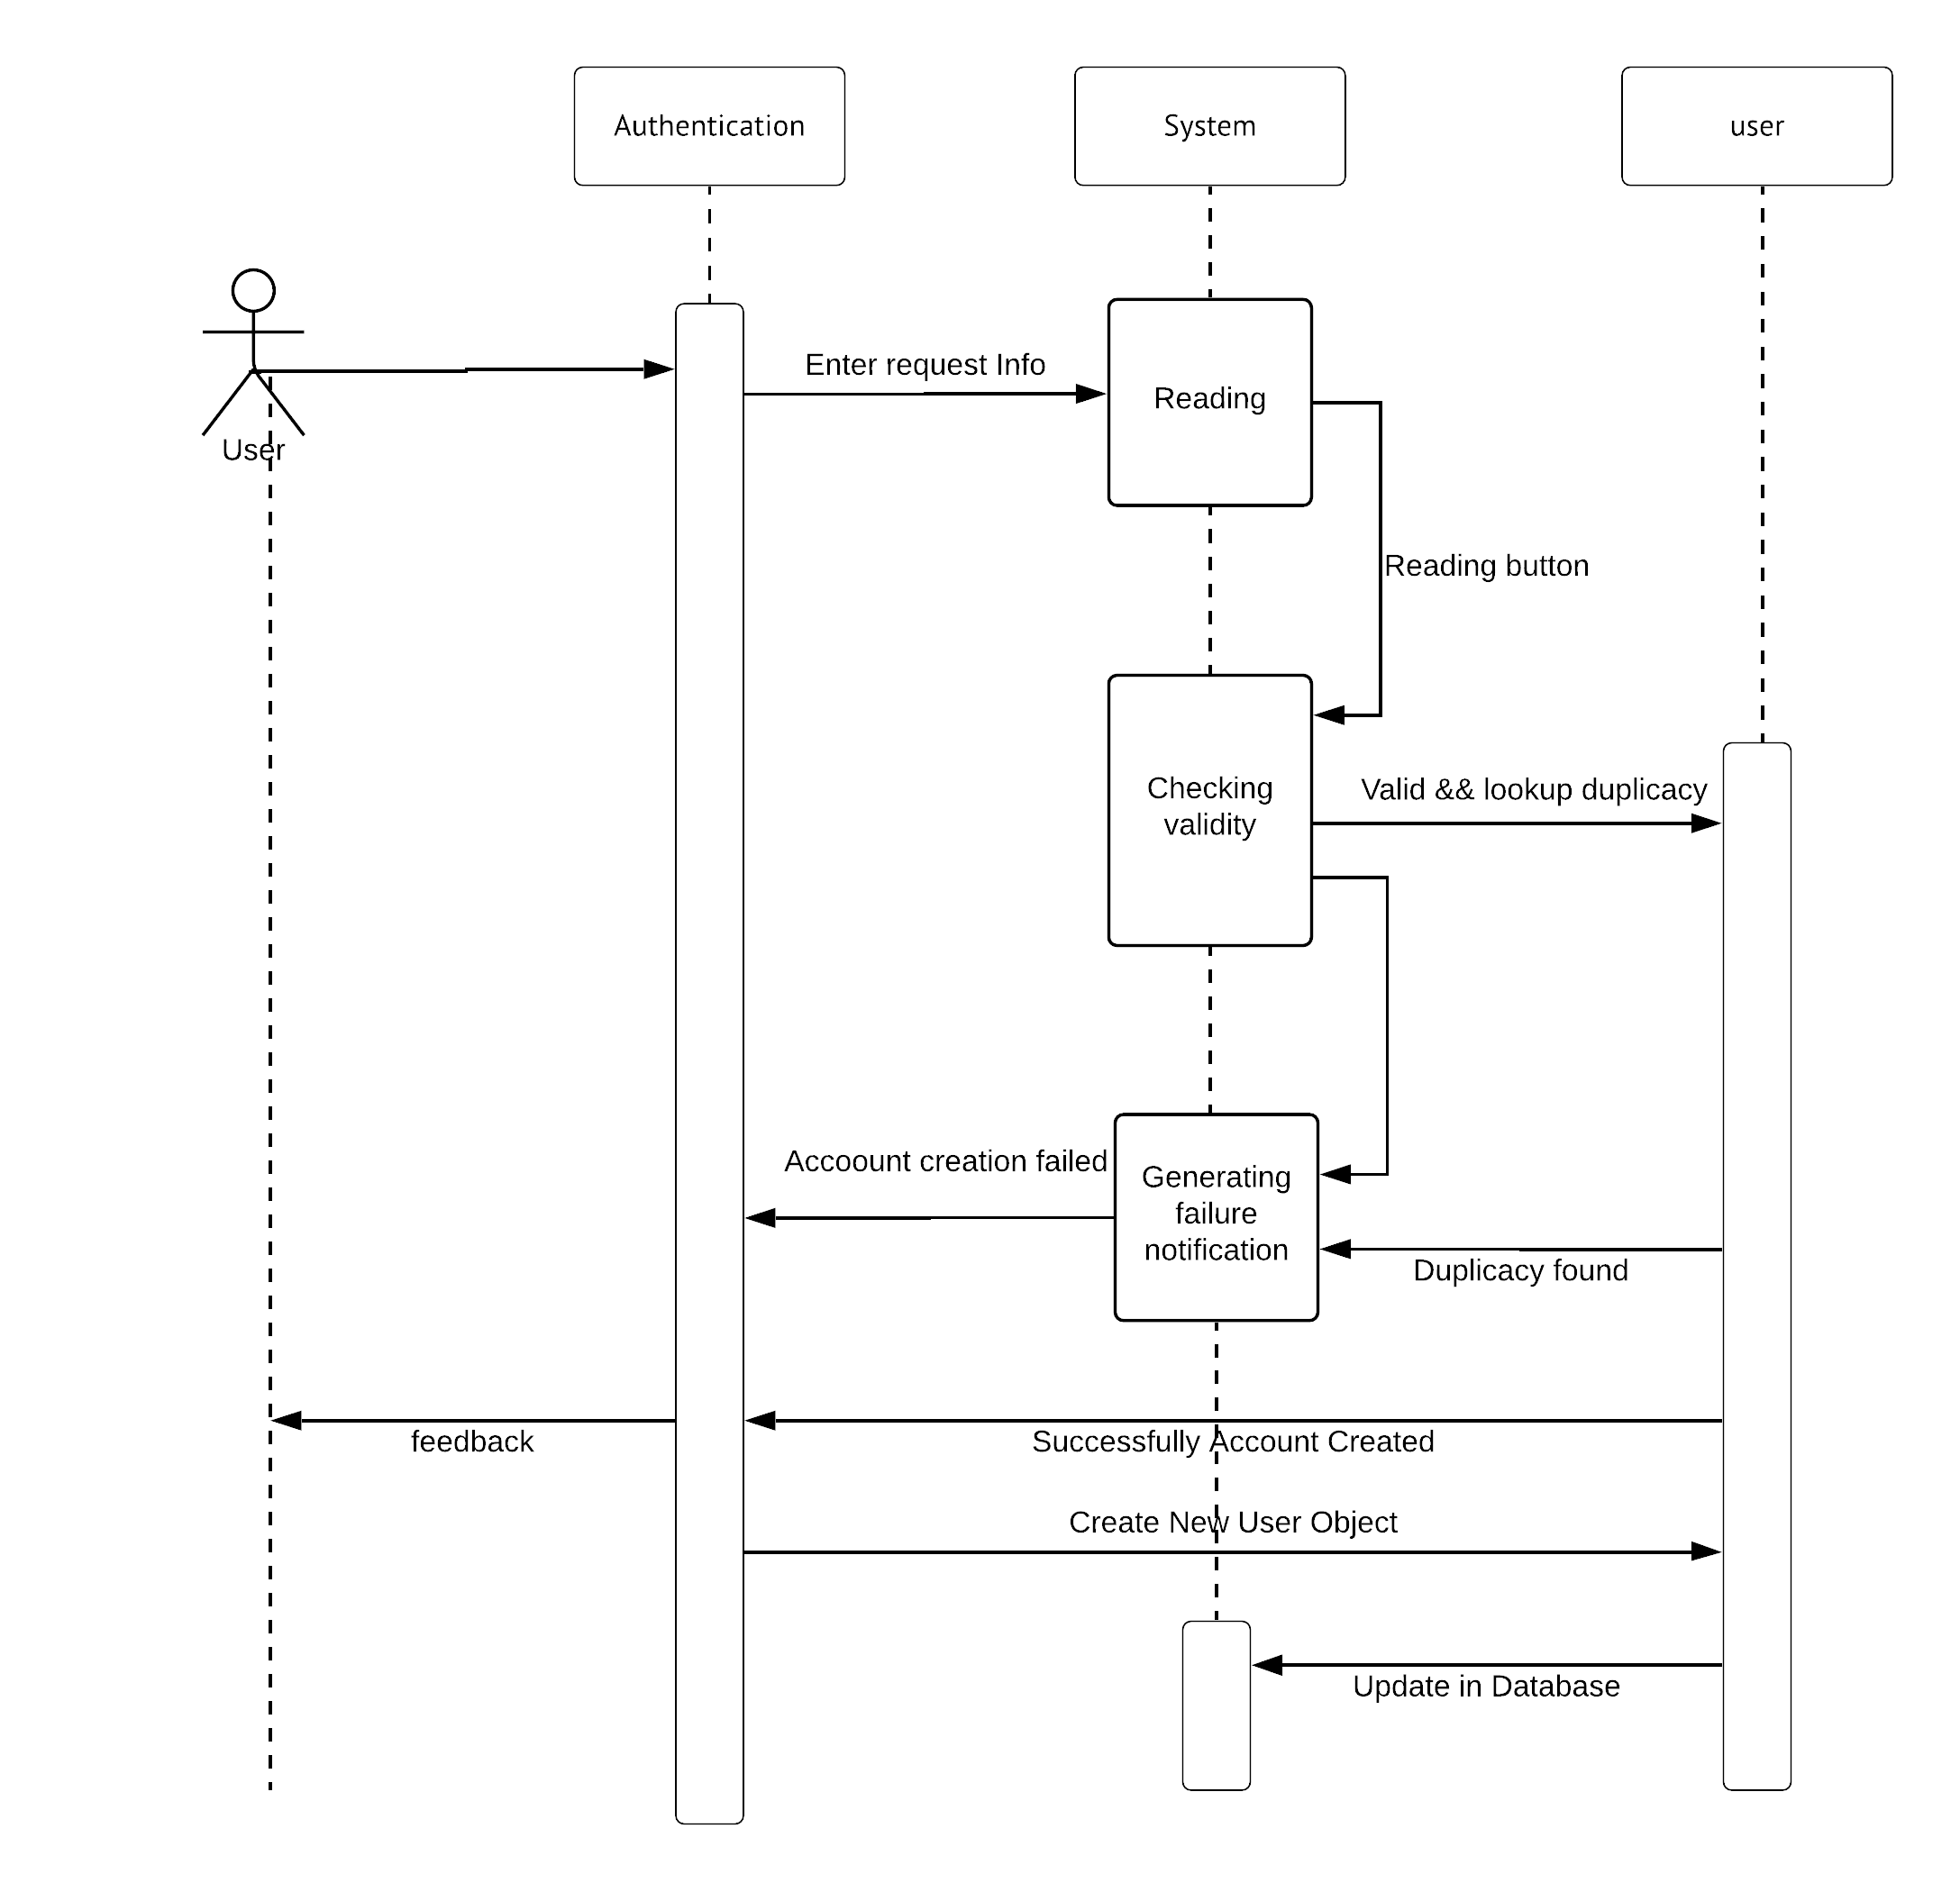 Authentication
System
user
User
Enter request Info
Reading
Reading button
Checking
validity
Valid && lookup duplicacy
Accoount creation failed
Generating
failure
notification
Duplicacy found
feedback
Successfully Account Created
Create New User Object
Update in Database